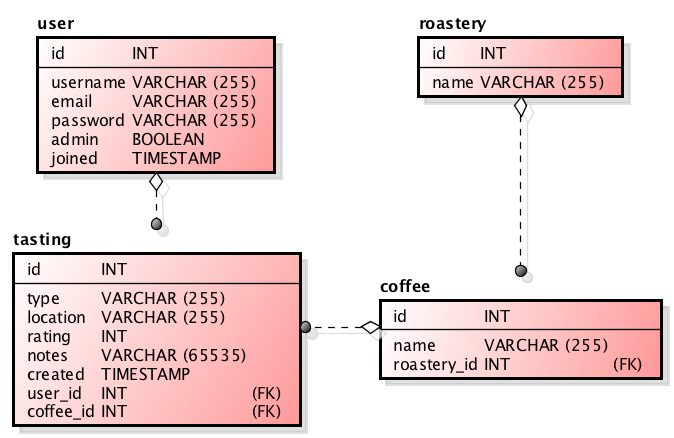 user
id INT
username VARCHAR (255)
email VARCHAR (255)
password VARCHAR (255)
admin BOOLEAN
joined TIMESTAMP
roastery
id INT
name VARCHAR (255)
tasting
id INT
type VARCHAR (255)
location VARCHAR (255)
rating INT
notes VARCHAR (65535)
created TIMESTAMP
user_id INT (FK)
coffee_id INT (FK)
coffee
id INT
name VARCHAR (255)
roastery_id INT (FK)